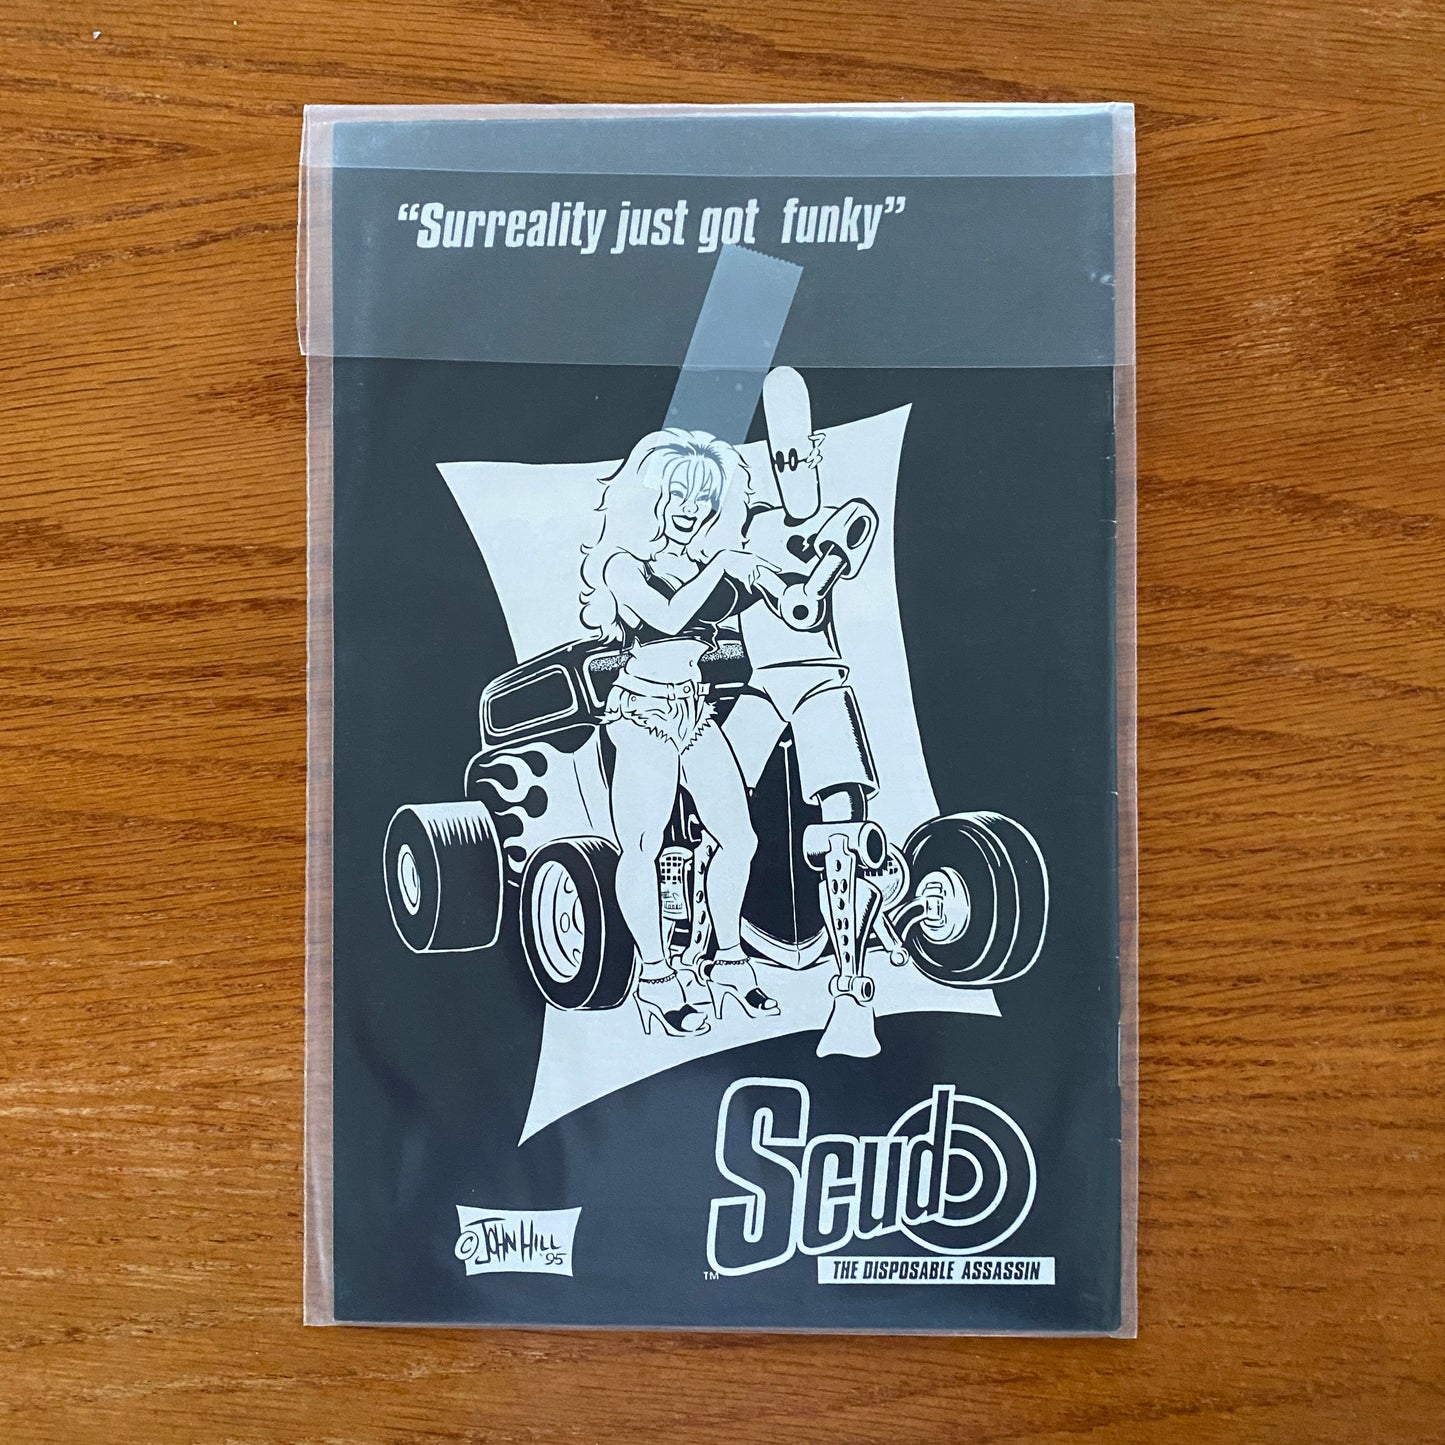 “Surreality just got funky”
Scud
TM
THE DISPOSABLE ASSASSIN
© JOHN HILL
'95